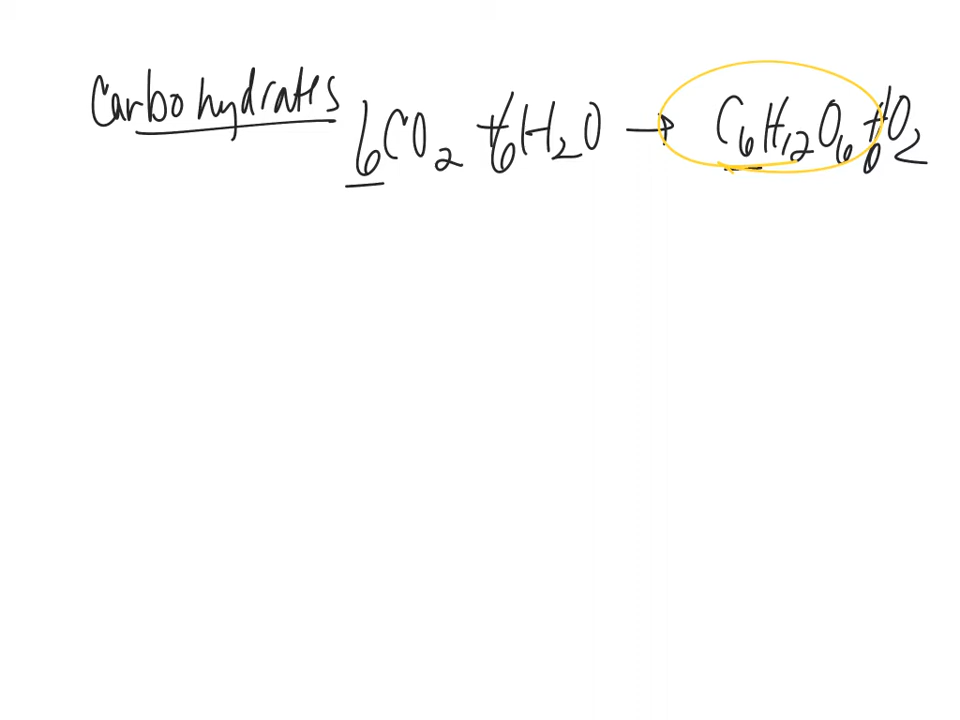 Carbohydrates 6CO₂ + 6H₂O → C₆H₁₂O₆ + 6O₂